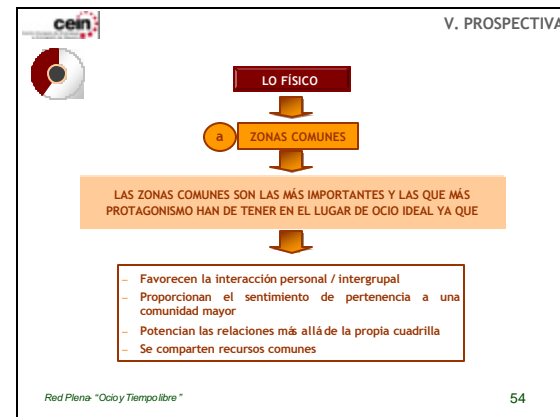 cein
V. PROSPECTIVA
LO FÍSICO
a ZONAS COMUNES
LAS ZONAS COMUNES SON LAS MÁS IMPORTANTES Y LAS QUE MÁS
PROTAGONISMO HAN DE TENER EN EL LUGAR DE OCIO IDEAL YA QUE
– Favorecen la interacción personal / intergrupal
– Proporcionan el sentimiento de pertenencia a una
comunidad mayor
– Potencian las relaciones más allá de la propia cuadrilla
– Se comparten recursos comunes
Red Plena- "Ocio y Tiempo libre"
54